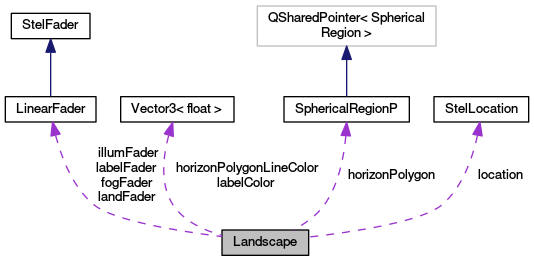 StelFader
QSharedPointer< Spherical
Region >
LinearFader
Vector3< float >
SphericalRegionP
StelLocation
illumFader
labelFader
fogFader
landFader
horizonPolygonLineColor
labelColor
horizonPolygon
location
Landscape